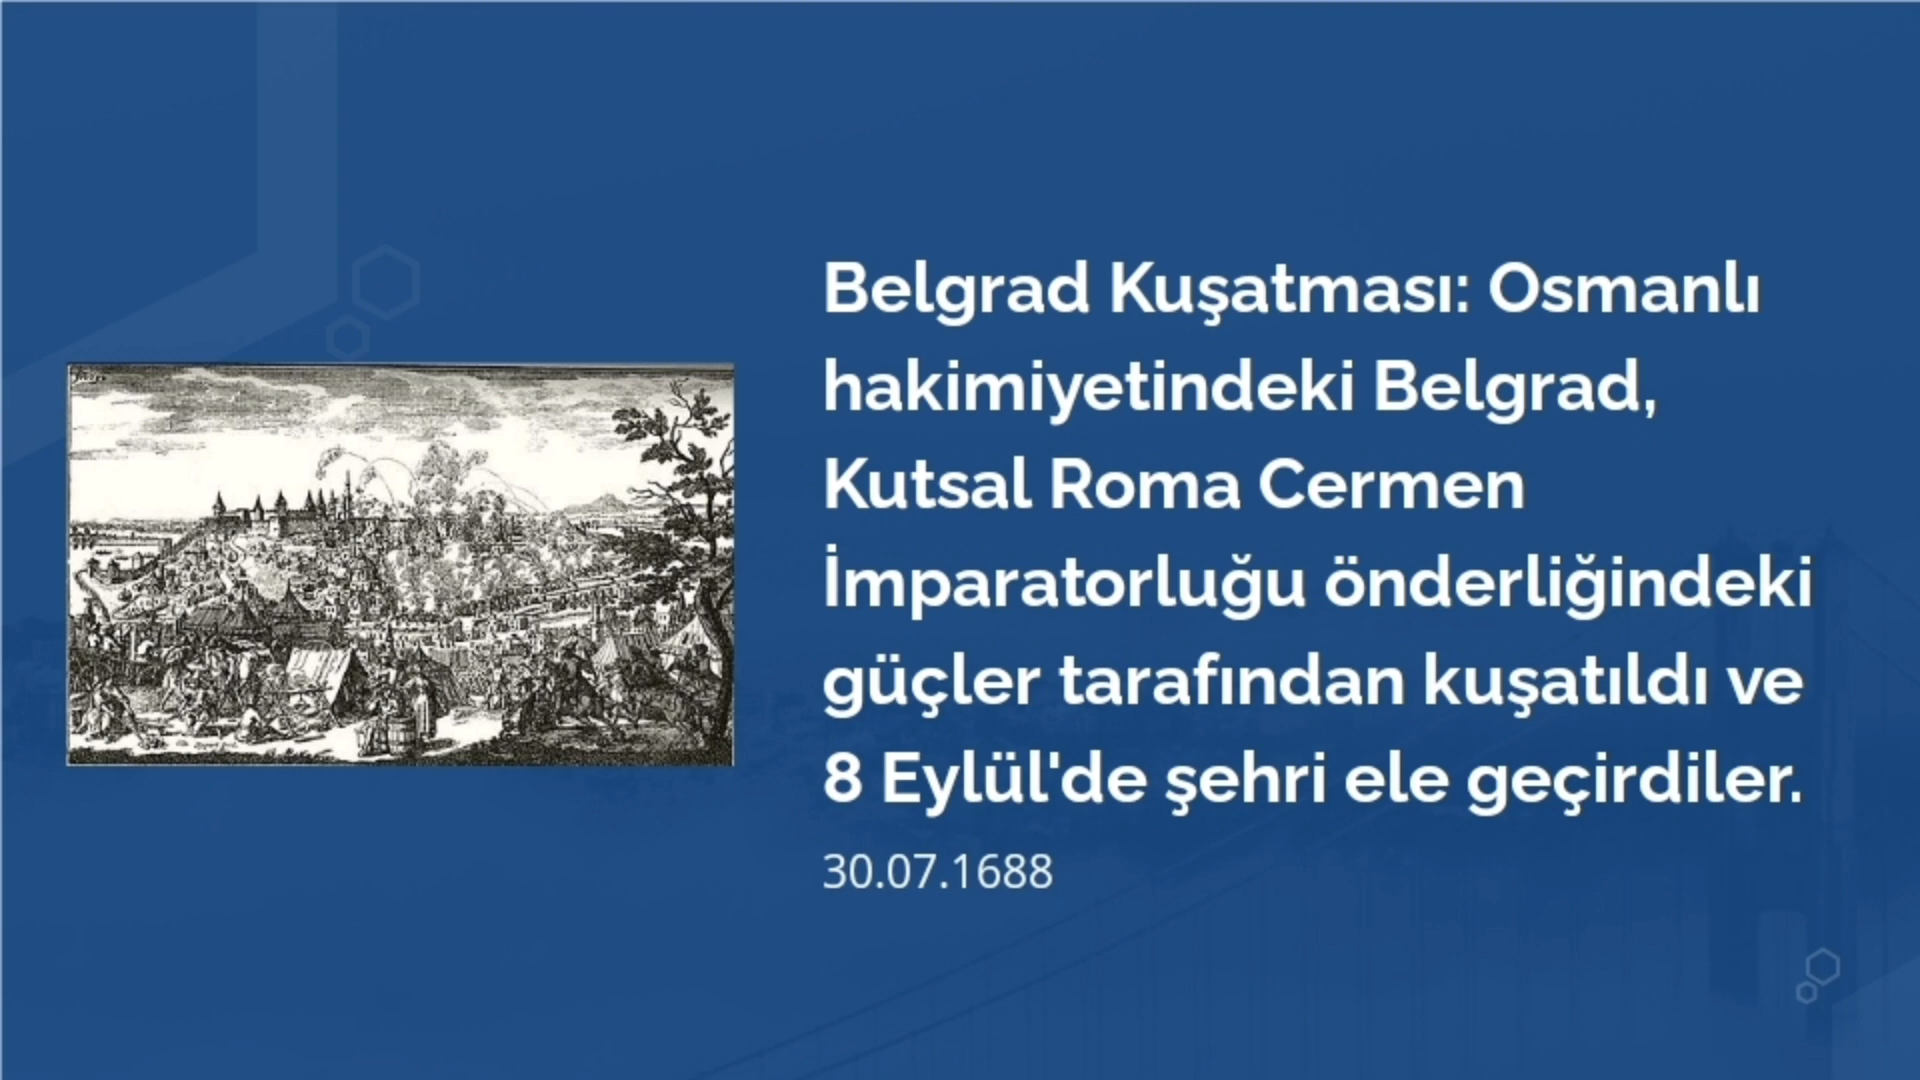 Belgrad Kuşatması: Osmanlı
hakimiyetindeki Belgrad,
Kutsal Roma Cermen
İmparatorluğu önderliğindeki
güçler tarafından kuşatıldı ve
8 Eylül'de şehri ele geçirdiler.
30.07.1688